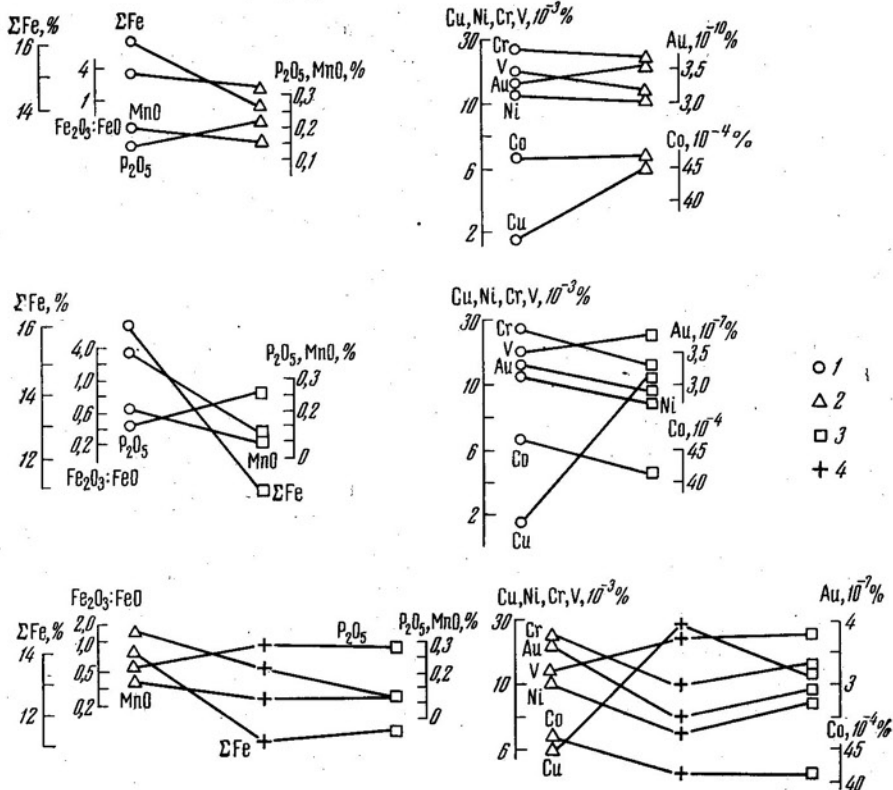 ΣFe, %
16
14
4
1
Fe₂O₃:FeO
ΣFe
MnO
P₂O₅
P₂O₅, MnO, %
0,3
0,2
0,1
Cu, Ni, Cr, V, 10⁻³%
30
10
6
2
Cr
V
Au
Ni
Co
Cu
Au, 10⁻¹⁰%
3,5
3,0
Co, 10⁻⁴%
45
40
ΣFe, %
16
14
12
4,0
1,0
0,6
0,2
Fe₂O₃:FeO
P₂O₅
P₂O₅, MnO, %
0,3
0,2
0
MnO
ΣFe
Cu, Ni, Cr, V, 10⁻³%
30
10
6
2
Cr
V
Au
Co
Cu
Ni
Au, 10⁻⁷%
3,5
3,0
Co, 10⁻⁴
45
40
1
2
3
4
Fe₂O₃:FeO
ΣFe, %
14
12
2,0
1,0
0,5
0,2
MnO
ΣFe
P₂O₅
P₂O₅, MnO, %
0,3
0,2
0
Cu, Ni, Cr, V, 10⁻³%
30
10
6
Cr
Au
V
Ni
Co
Cu
Au, 10⁻⁷%
4
3
Co, 10⁻⁴%
45
40